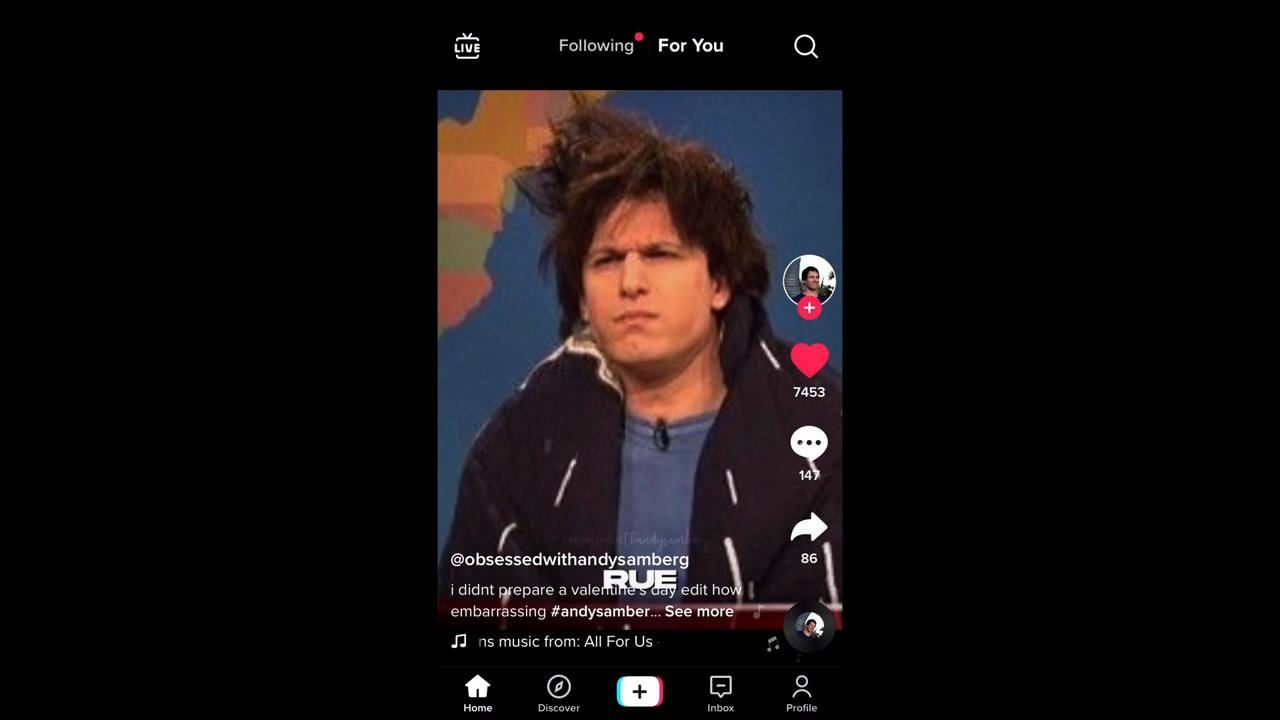 LIVE
Following
For You
7453
147
86
obsessedwithandysamberg
@obsessedwithandysamberg
RUE
i didnt prepare a valentine's day edit how
embarrassing #andysamber... See more
ns music from: All For Us
Home
Discover
Inbox
Profile